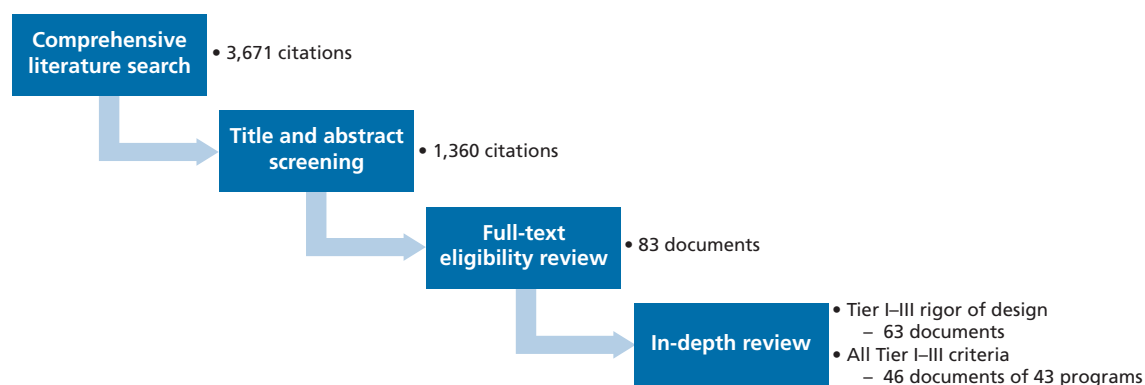 Comprehensive
literature search
• 3,671 citations
Title and abstract
screening
• 1,360 citations
Full-text
eligibility review
• 83 documents
In-depth review
• Tier I–III rigor of design
– 63 documents
• All Tier I–III criteria
– 46 documents of 43 programs